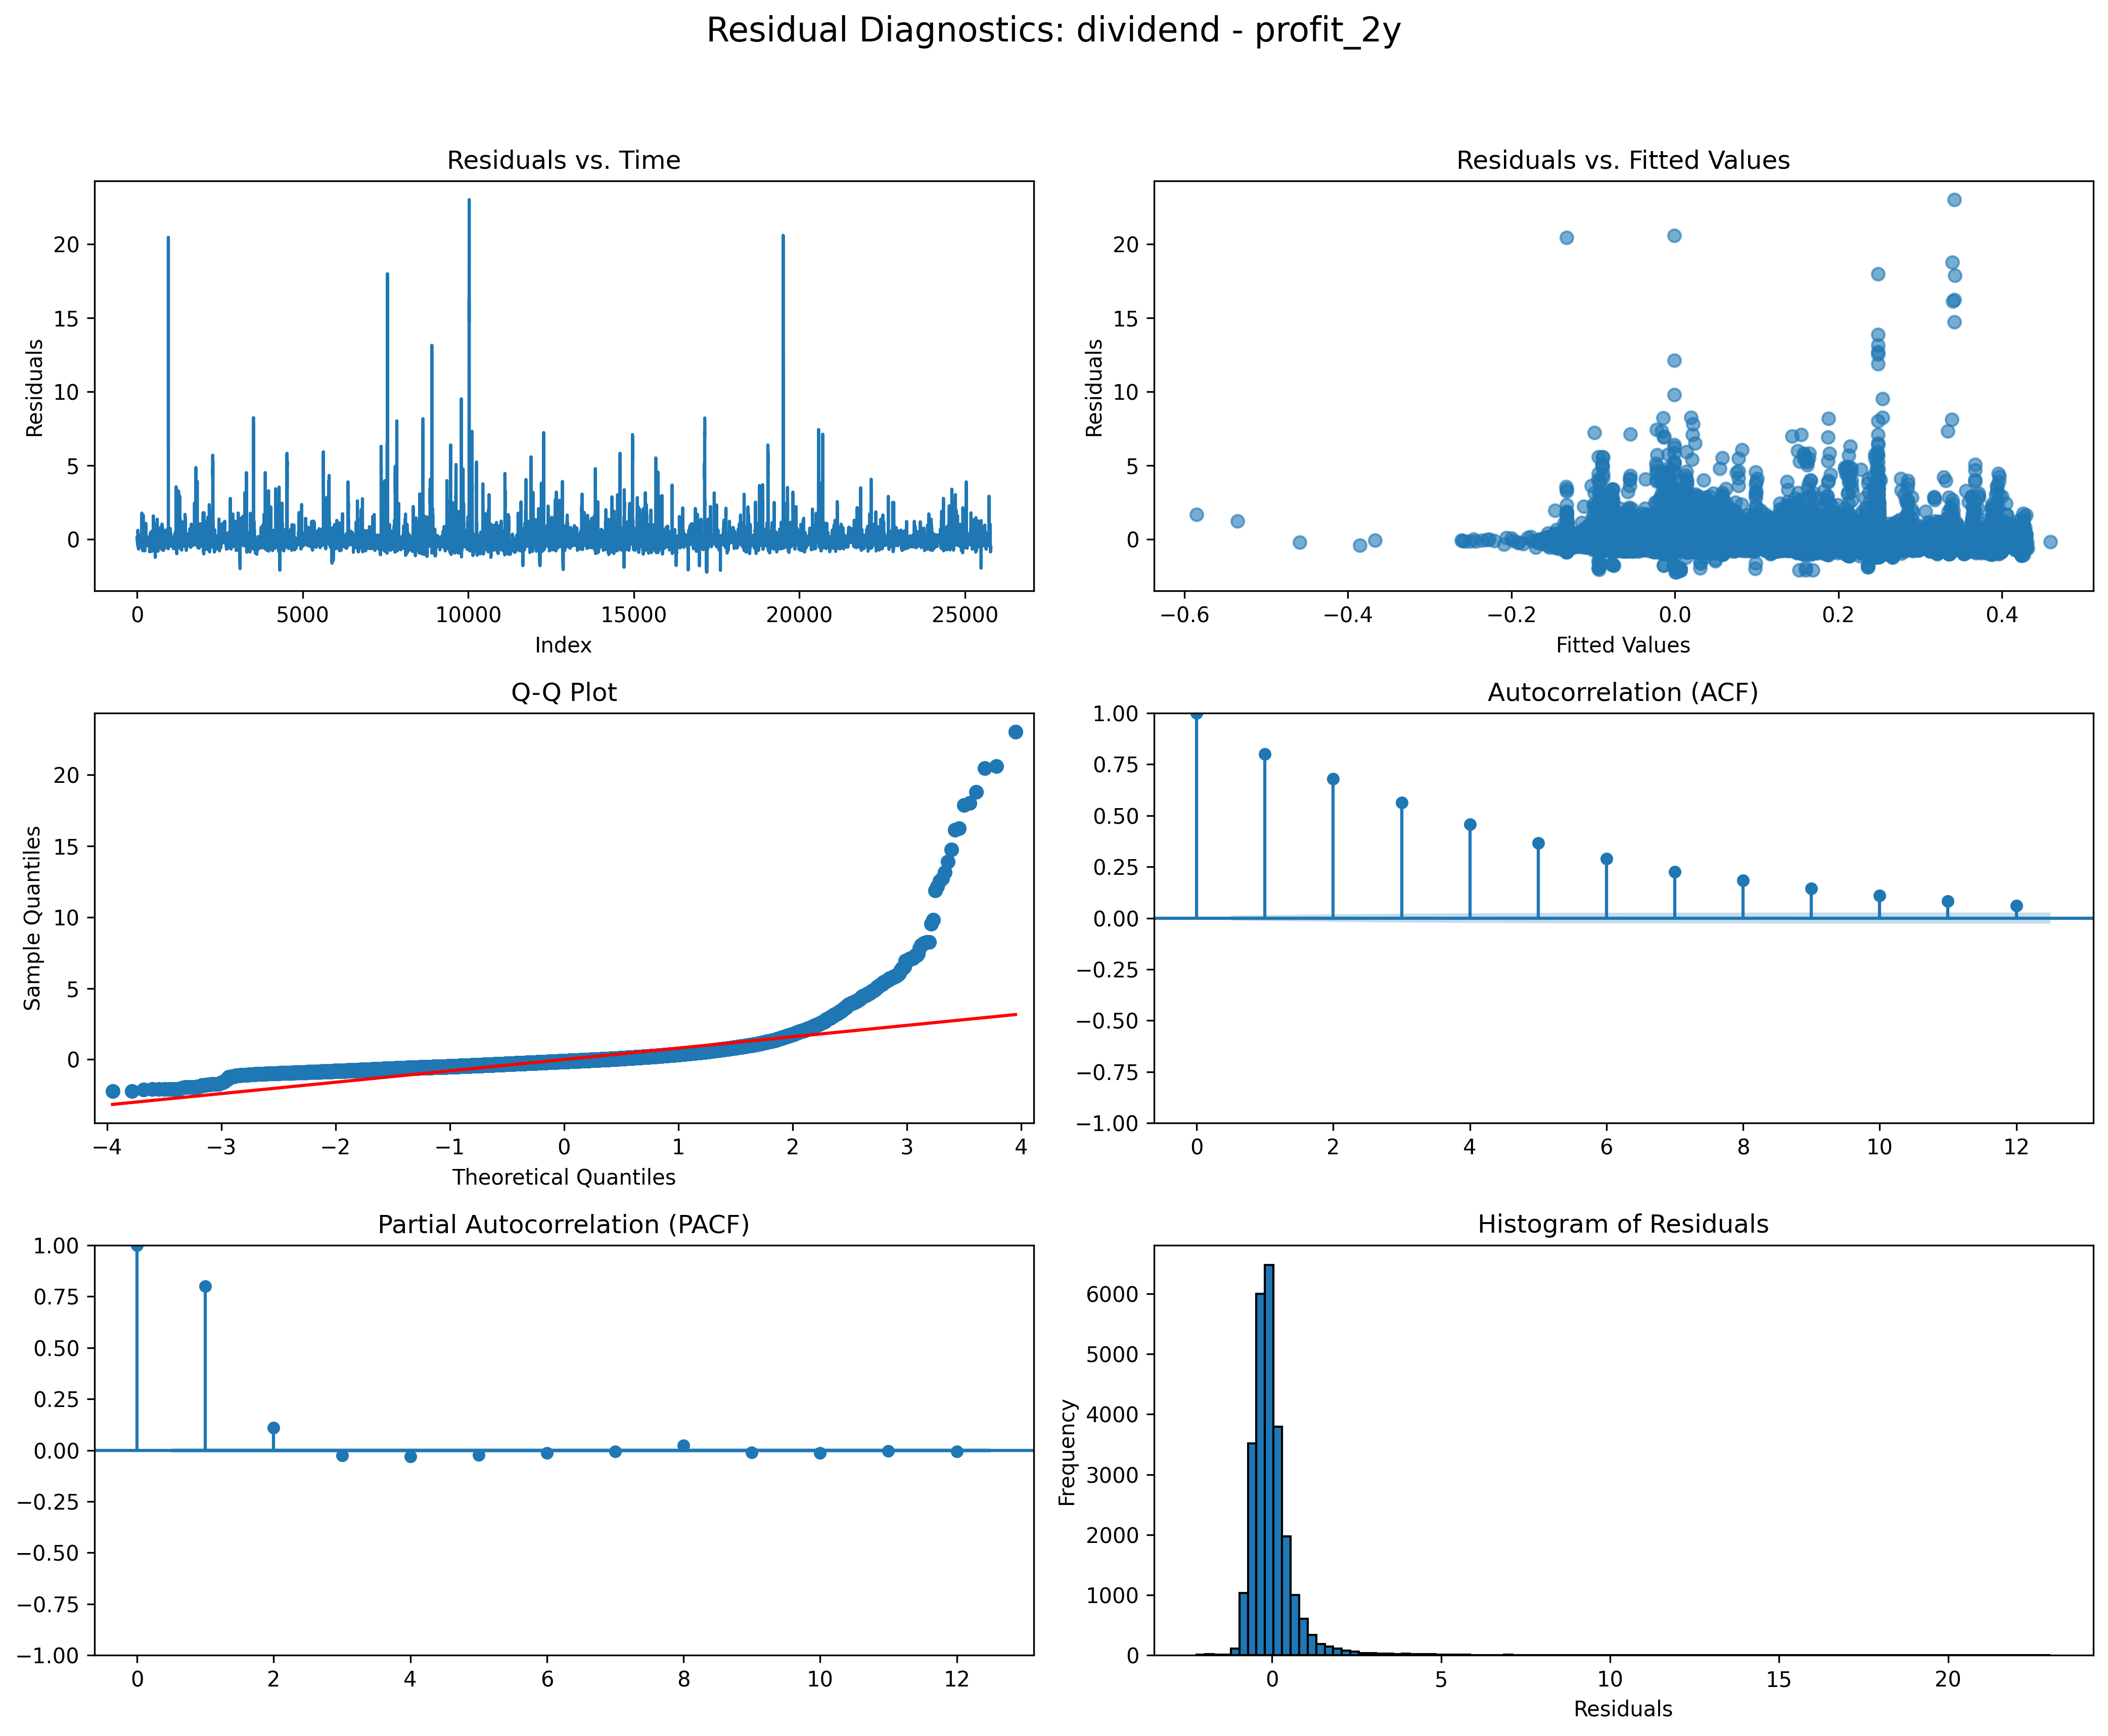 Residual Diagnostics: dividend - profit_2y
Residuals vs. Time
Residuals
20
15
10
5
0
0 5000 10000 15000 20000 25000
Index
Residuals vs. Fitted Values
Residuals
20
15
10
5
0
−0.6 −0.4 −0.2 0.0 0.2 0.4
Fitted Values
Q-Q Plot
Sample Quantiles
20
15
10
5
0
−4 −3 −2 −1 0 1 2 3 4
Theoretical Quantiles
Autocorrelation (ACF)
1.00
0.75
0.50
0.25
0.00
−0.25
−0.50
−0.75
−1.00
0 2 4 6 8 10 12
Partial Autocorrelation (PACF)
1.00
0.75
0.50
0.25
0.00
−0.25
−0.50
−0.75
−1.00
0 2 4 6 8 10 12
Histogram of Residuals
Frequency
6000
5000
4000
3000
2000
1000
0
0 5 10 15 20
Residuals